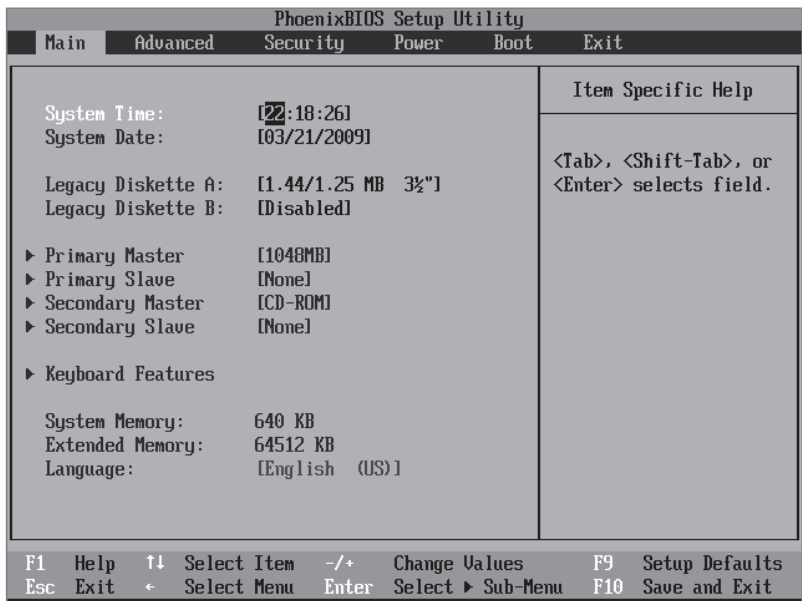 PhoenixBIOS Setup Utility
Main Advanced Security Power Boot Exit
Item Specific Help
System Time: [22:18:26]
System Date: [03/21/2009]
<Tab>, <Shift-Tab>, or
<Enter> selects field.
Legacy Diskette A: [1.44/1.25 MB 3½"]
Legacy Diskette B: [Disabled]
▶ Primary Master [1048MB]
▶ Primary Slave [None]
▶ Secondary Master [CD-ROM]
▶ Secondary Slave [None]
▶ Keyboard Features
System Memory: 640 KB
Extended Memory: 64512 KB
Language: [English (US)]
F1 Help ↑↓ Select Item -/+ Change Values F9 Setup Defaults
Esc Exit ← Select Menu Enter Select ▶ Sub-Menu F10 Save and Exit